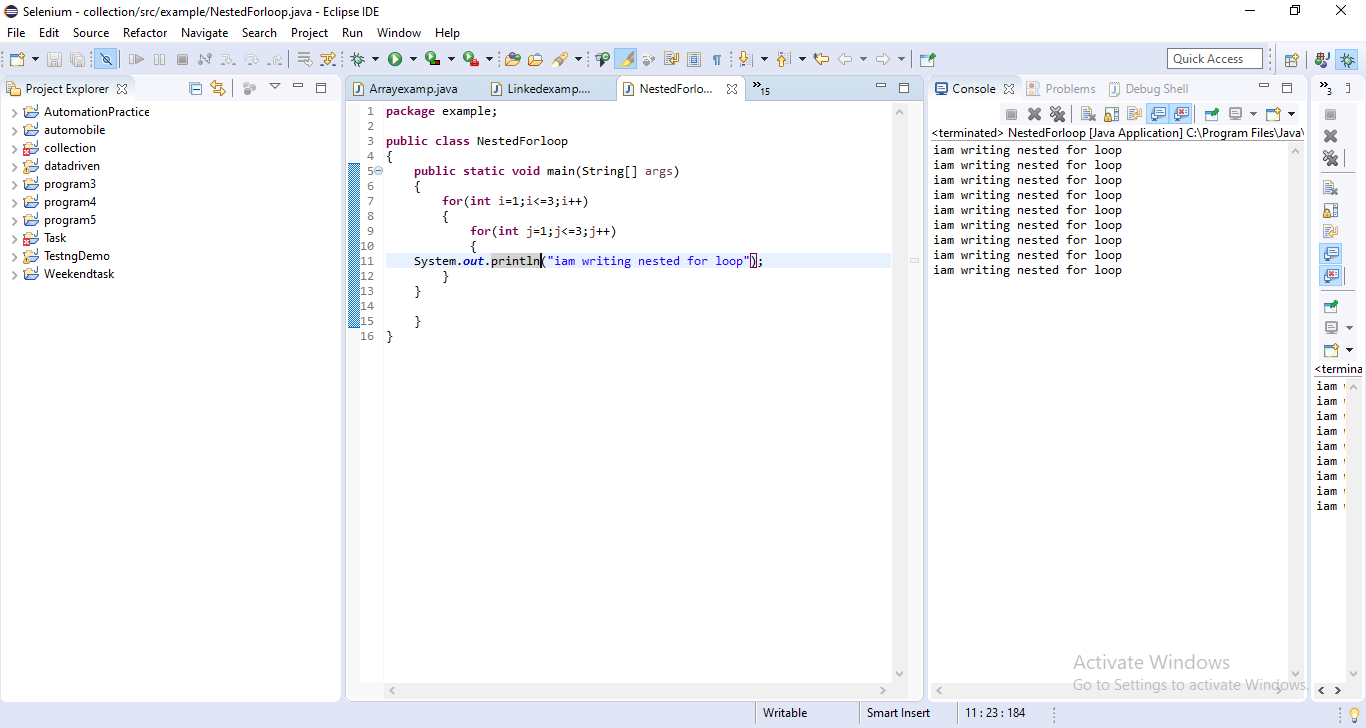 Selenium - collection/src/example/NestedForloop.java - Eclipse IDE
File Edit Source Refactor Navigate Search Project Run Window Help
Quick Access
Project Explorer
AutomationPractice
automobile
collection
datadriven
program3
program4
program5
Task
TestngDemo
Weekendtask
Arrayexamp.java Linkedexamp.... NestedForlo... »15
1 package example;
2
3 public class NestedForloop
4 {
5 public static void main(String[] args)
6 {
7 for(int i=1;i<=3;i++)
8 {
9 for(int j=1;j<=3;j++)
10 {
11 System.out.println("iam writing nested for loop");
12 }
13 }
14
15 }
16 }
Console Problems Debug Shell
<terminated> NestedForloop [Java Application] C:\Program Files\Java\
iam writing nested for loop
iam writing nested for loop
iam writing nested for loop
iam writing nested for loop
iam writing nested for loop
iam writing nested for loop
iam writing nested for loop
iam writing nested for loop
iam writing nested for loop
»3
<termina
iam
iam
iam
iam
iam
iam
iam
iam
iam
Activate Windows
Go to Settings to activate Windows.
Writable Smart Insert 11 : 23 : 184